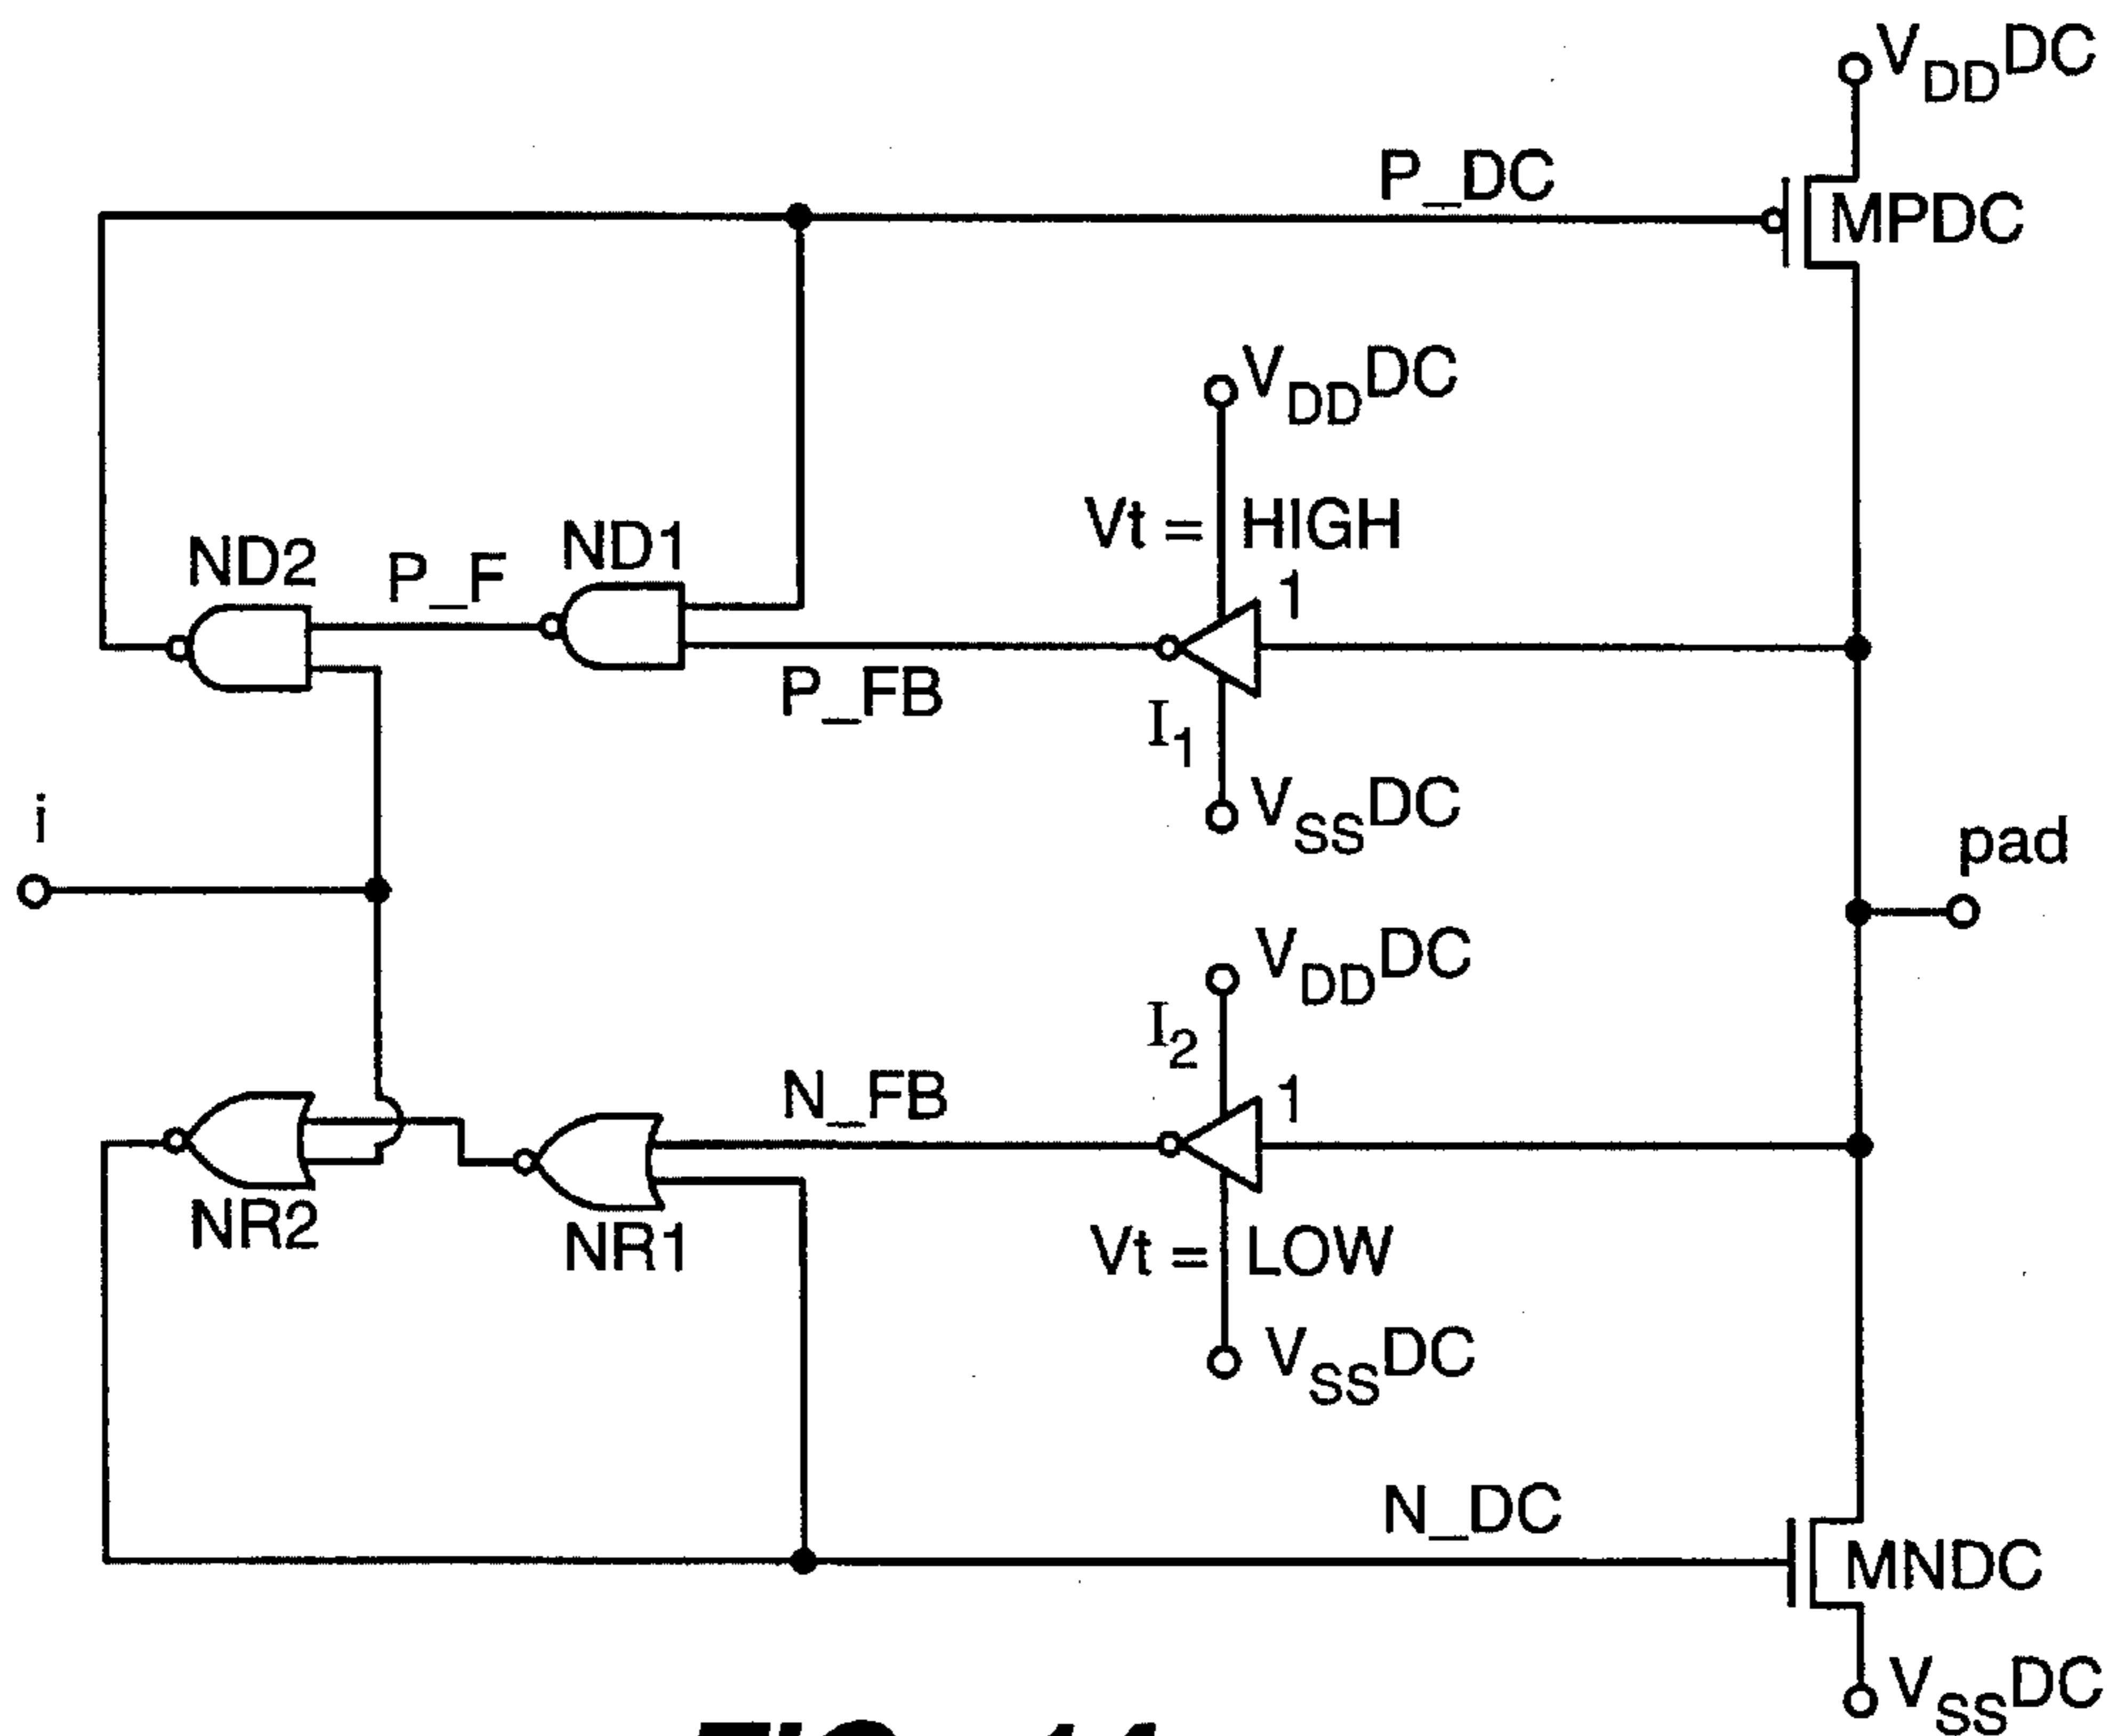 VDDDC
P_DC
MPDC
VDDDC
Vt = HIGH
ND2
P_F
ND1
1
P_FB
I1
VSSDC
i
pad
VDDDC
I2
N_FB
1
NR2
NR1
Vt = LOW
VSSDC
N_DC
MNDC
VSSDC